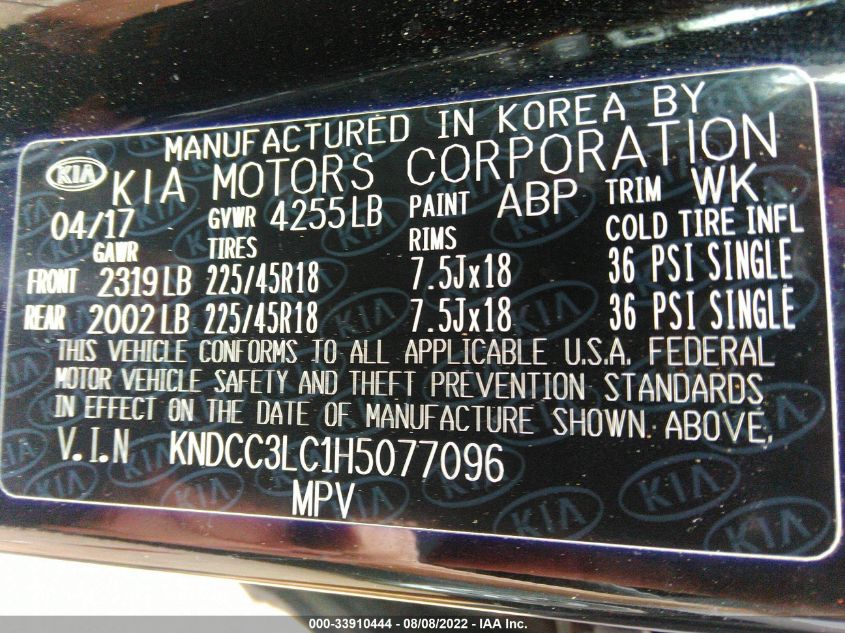 MANUFACTURED IN KOREA BY
KIA KIA MOTORS CORPORATION
04/17 GVWR 4255LB PAINT ABP TRIM WK
GAWR TIRES RIMS COLD TIRE INFL
FRONT 2319LB 225/45R18 7.5Jx18 36 PSI SINGLE
REAR 2002LB 225/45R18 7.5Jx18 36 PSI SINGLE
THIS VEHICLE CONFORMS TO ALL APPLICABLE U.S.A. FEDERAL
MOTOR VEHICLE SAFETY AND THEFT PREVENTION STANDARDS
IN EFFECT ON THE DATE OF MANUFACTURE SHOWN ABOVE,
V.I.N KNDCC3LC1H5077096
MPV
000-33910444 - 08/08/2022 - IAA Inc.